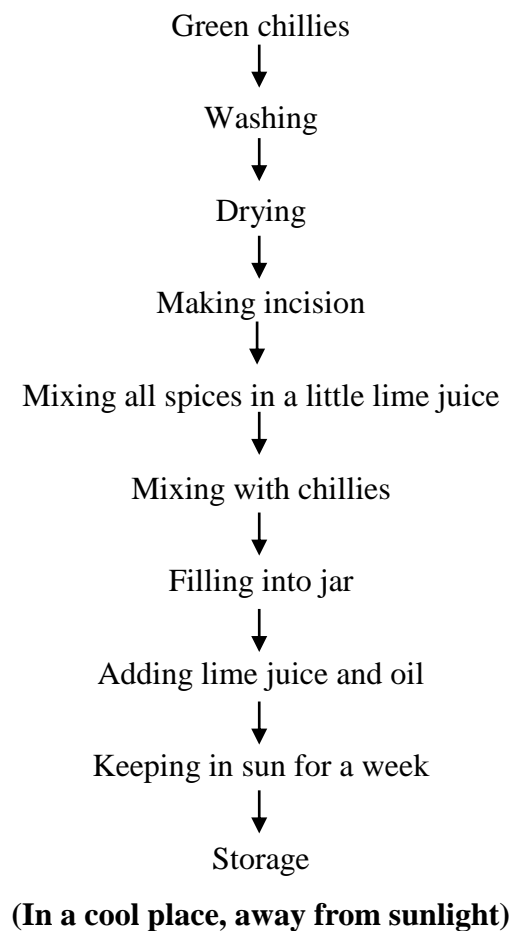 Green chillies
Washing
Drying
Making incision
Mixing all spices in a little lime juice
Mixing with chillies
Filling into jar
Adding lime juice and oil
Keeping in sun for a week
Storage
(In a cool place, away from sunlight)